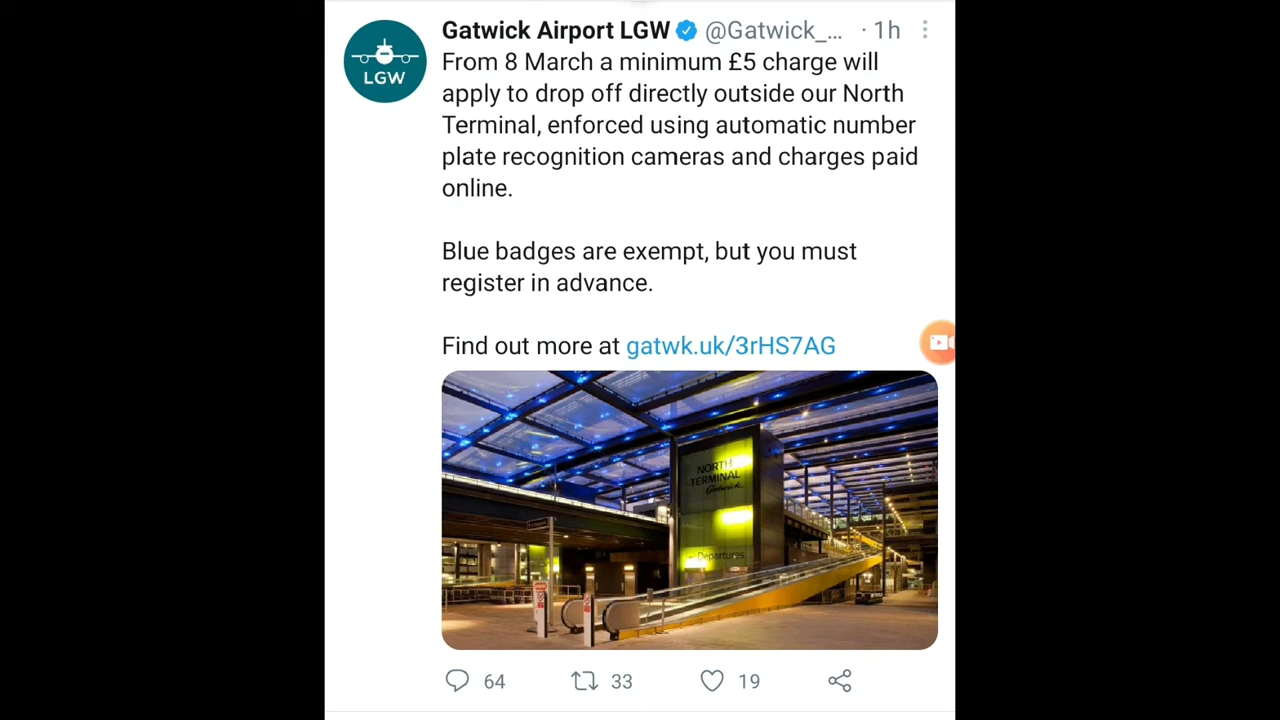 Gatwick Airport LGW @Gatwick_... · 1h
LGW
From 8 March a minimum £5 charge will
apply to drop off directly outside our North
Terminal, enforced using automatic number
plate recognition cameras and charges paid
online.
Blue badges are exempt, but you must
register in advance.
Find out more at gatwk.uk/3rHS7AG
NORTH
TERMINAL
Gatwick
Departures
64 33 19